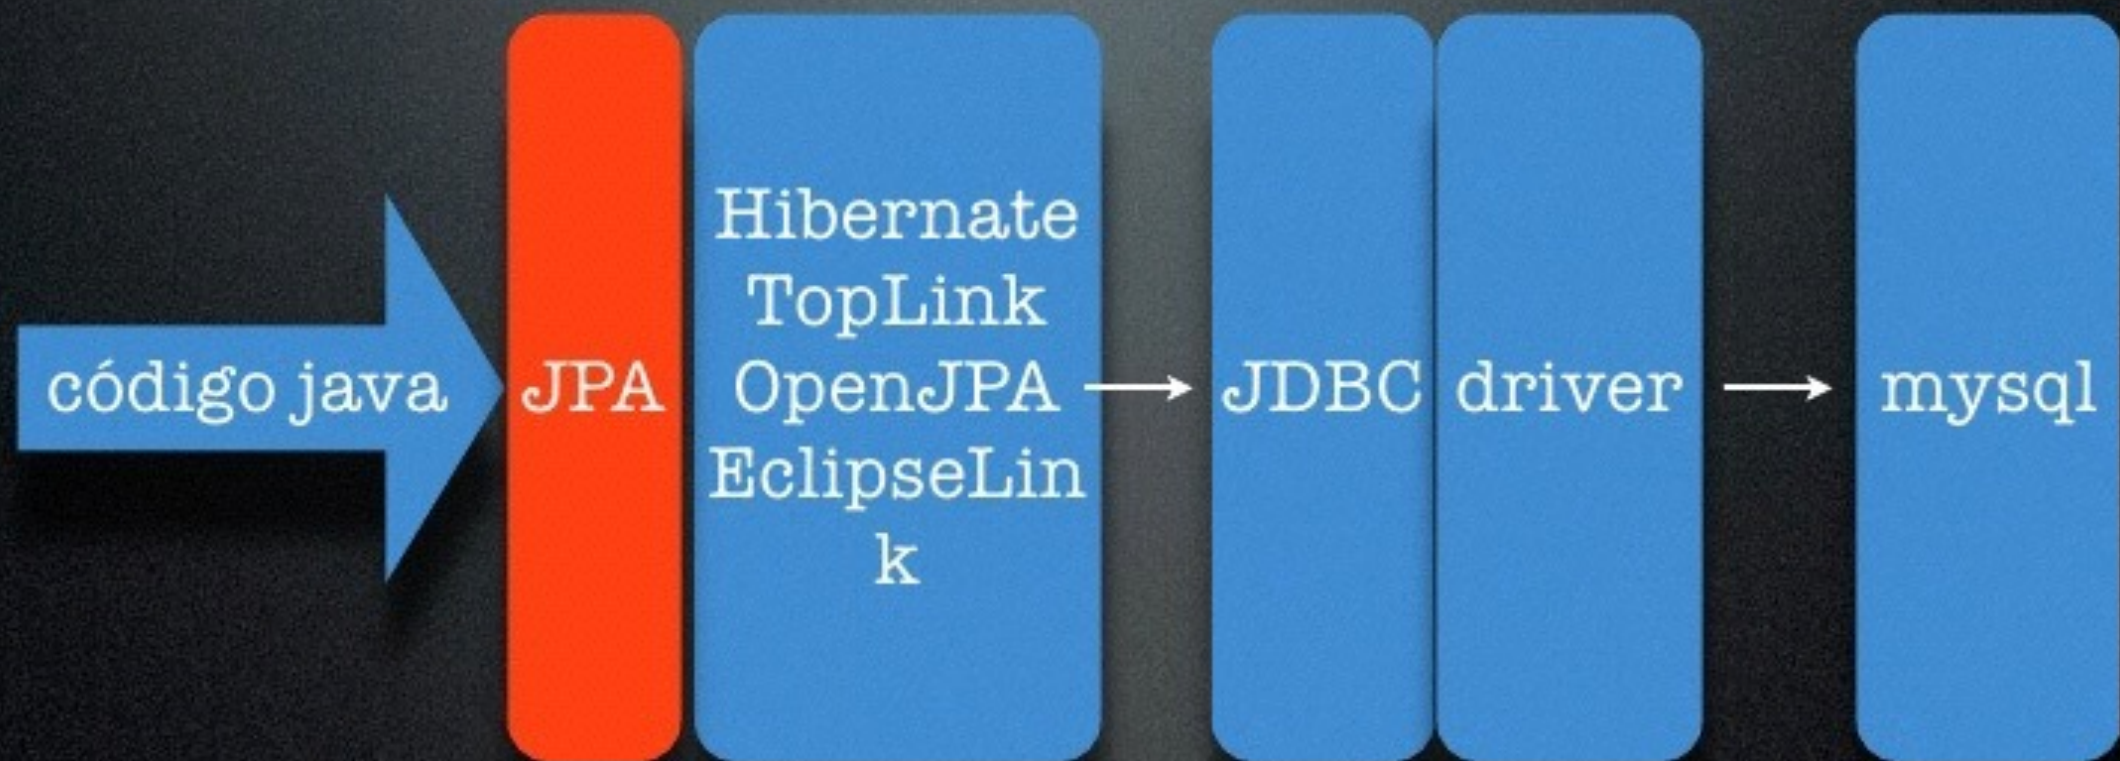 código java
JPA
Hibernate
TopLink
OpenJPA
EclipseLin
k
JDBC
driver
mysql